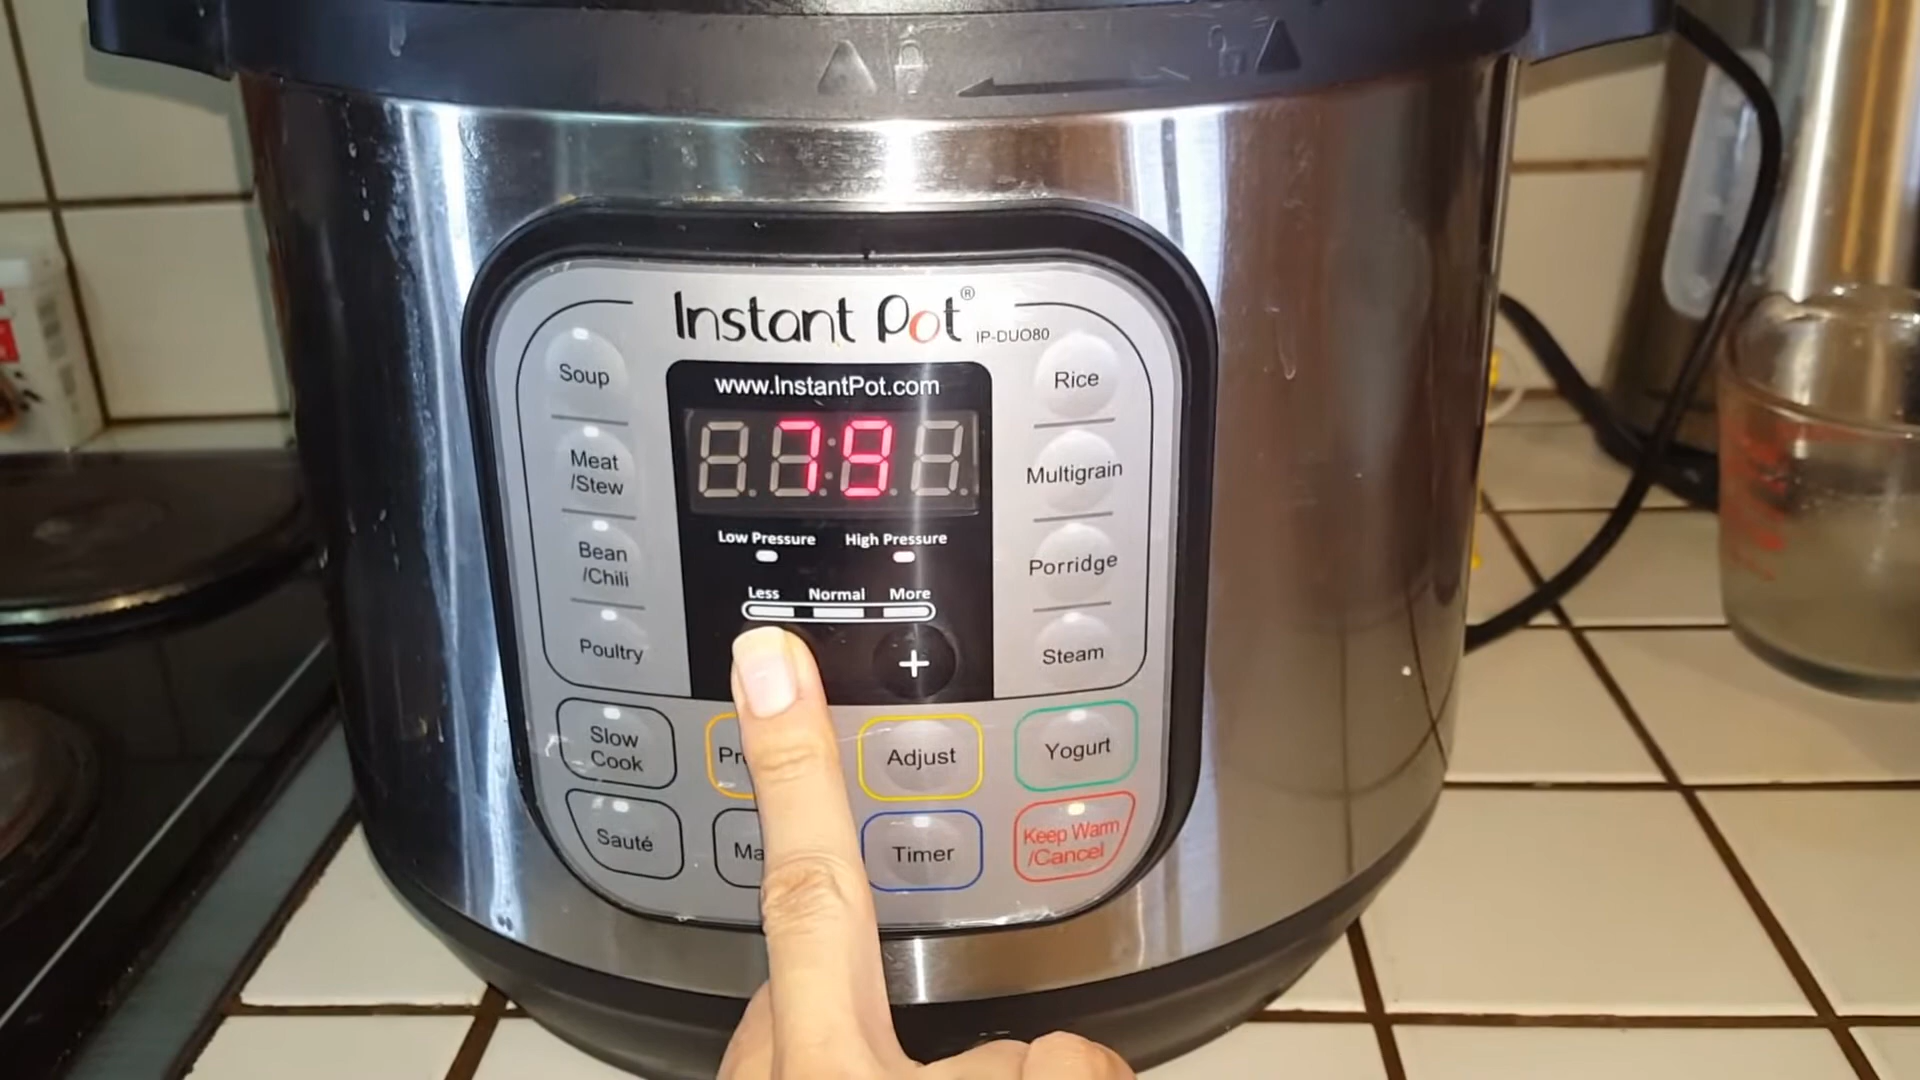 Instant Pot®
IP-DUO80
www.InstantPot.com
79
Low Pressure
High Pressure
Less
Normal
More
+
Soup
Meat
/Stew
Bean
/Chili
Poultry
Rice
Multigrain
Porridge
Steam
Slow
Cook
Adjust
Yogurt
Sauté
Timer
Keep Warm
/Cancel